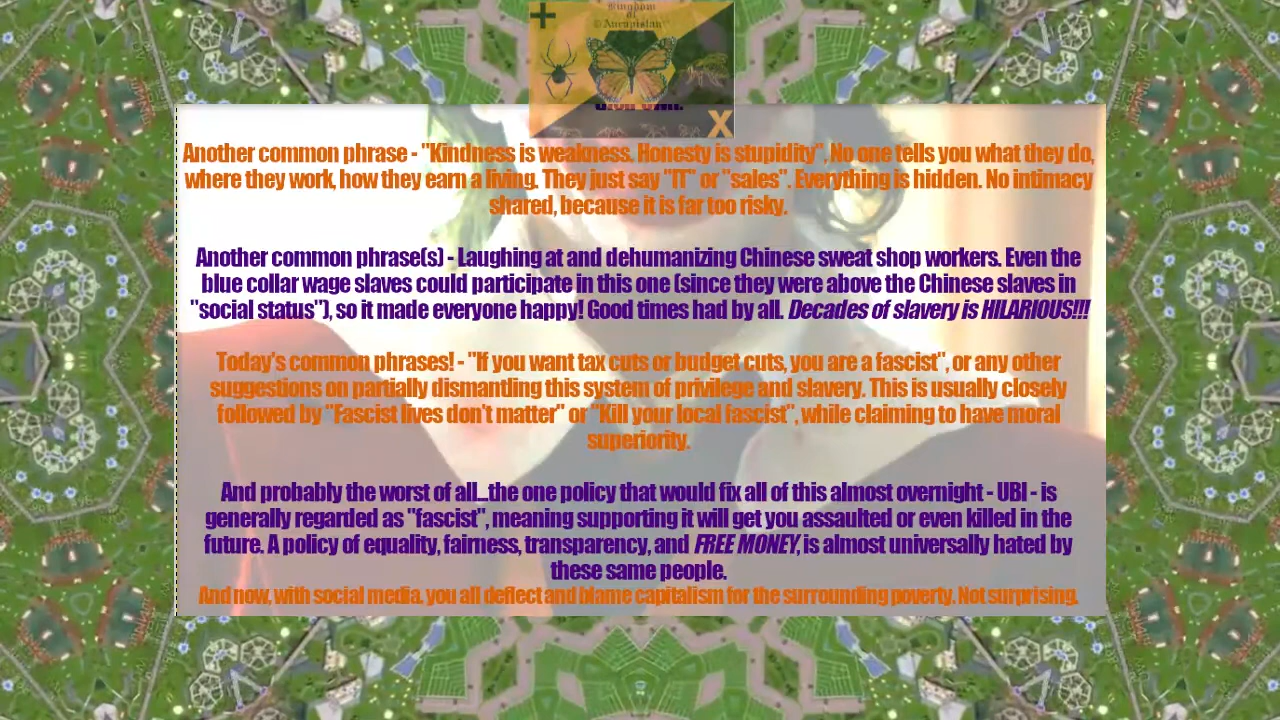 Kingdom
of
©Aurapistan™
Another common phrase - "Kindness is weakness. Honesty is stupidity", No one tells you what they do,
where they work, how they earn a living. They just say "IT" or "sales". Everything is hidden. No intimacy
shared, because it is far too risky.
Another common phrase(s) - Laughing at and dehumanizing Chinese sweat shop workers. Even the
blue collar wage slaves could participate in this one (since they were above the Chinese slaves in
"social status"), so it made everyone happy! Good times had by all. Decades of slavery is HILARIOUS!!!
Today's common phrases! - "If you want tax cuts or budget cuts, you are a fascist", or any other
suggestions on partially dismantling this system of privilege and slavery. This is usually closely
followed by "Fascist lives don't matter" or "Kill your local fascist", while claiming to have moral
superiority.
And probably the worst of all...the one policy that would fix all of this almost overnight - UBI - is
generally regarded as "fascist", meaning supporting it will get you assaulted or even killed in the
future. A policy of equality, fairness, transparency, and FREE MONEY, is almost universally hated by
these same people.
And now, with social media, you all deflect and blame capitalism for the surrounding poverty. Not surprising.